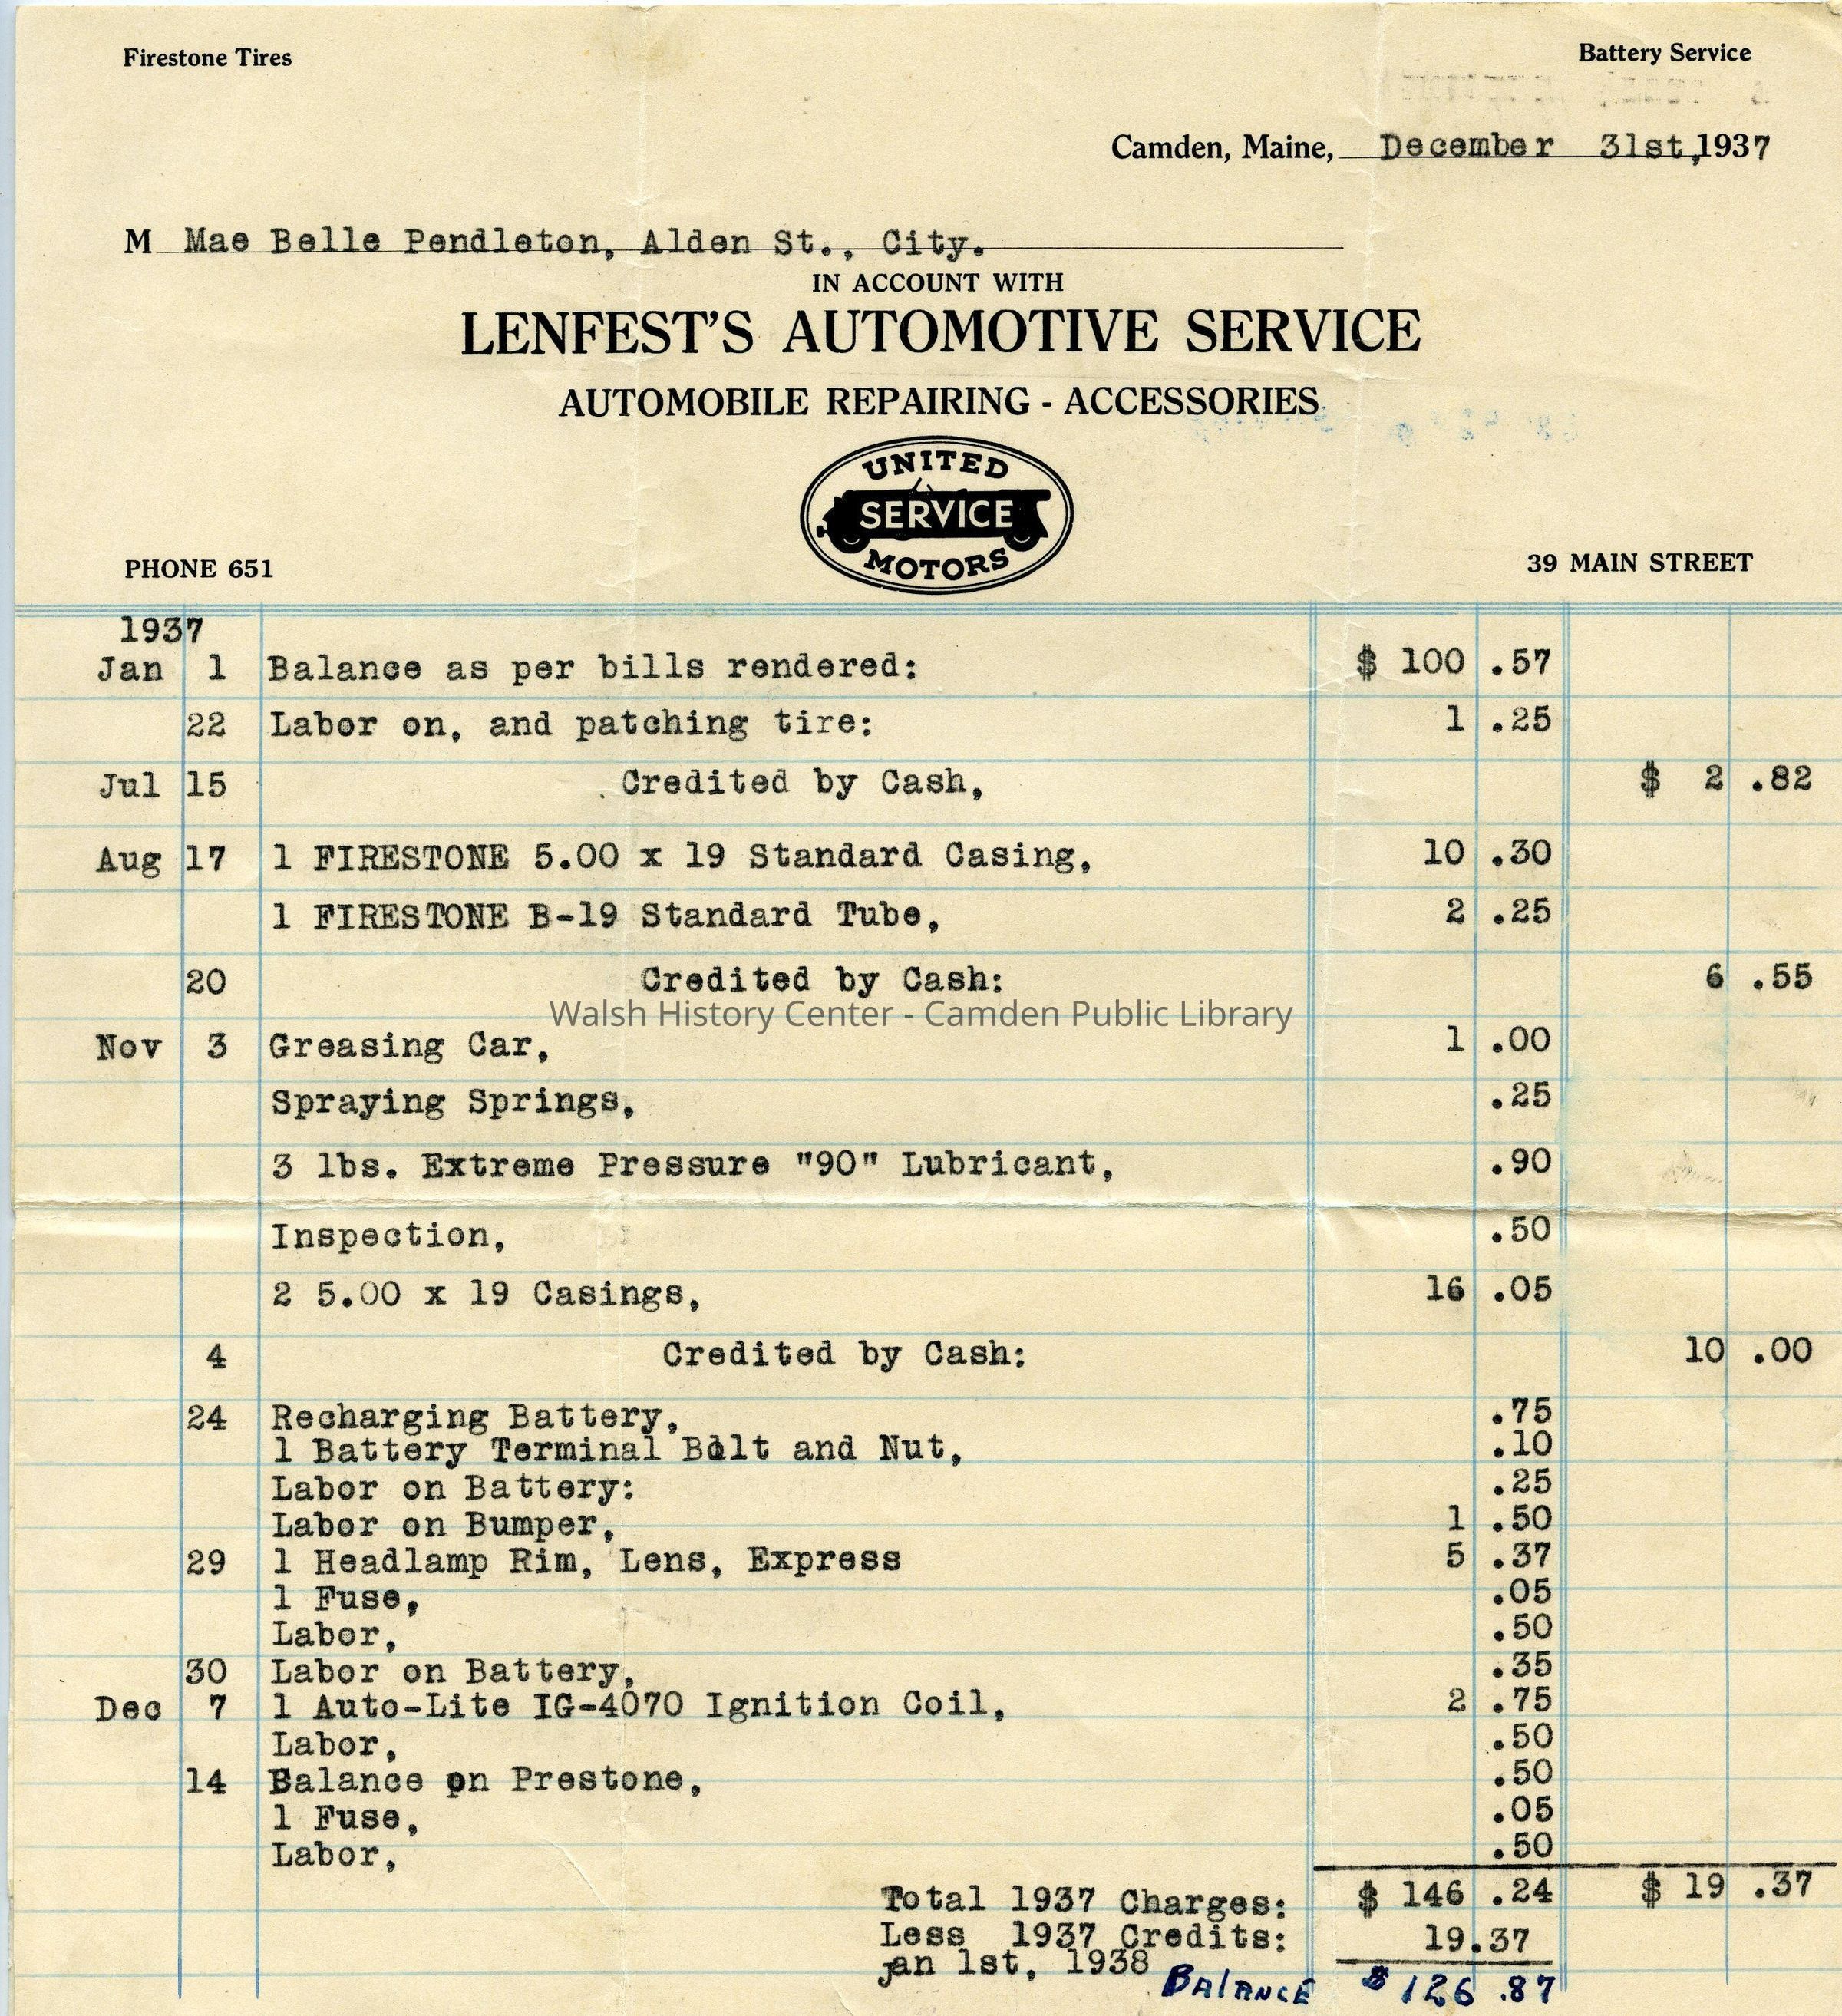 Firestone Tires Battery Service
Camden, Maine, December 31st,1937
M Mae Belle Pendleton, Alden St., City.
IN ACCOUNT WITH
LENFEST'S AUTOMOTIVE SERVICE
AUTOMOBILE REPAIRING - ACCESSORIES
UNITED
SERVICE
MOTORS
PHONE 651 39 MAIN STREET
1937
Jan 1 Balance as per bills rendered: $ 100 .57
22 Labor on, and patching tire: 1 .25
Jul 15 Credited by Cash, $ 2 .82
Aug 17 1 FIRESTONE 5.00 x 19 Standard Casing, 10 .30
1 FIRESTONE B-19 Standard Tube, 2 .25
20 Credited by Cash: 6 .55
Walsh History Center - Camden Public Library
Nov 3 Greasing Car, 1 .00
Spraying Springs, .25
3 lbs. Extreme Pressure "90" Lubricant, .90
Inspection, .50
2 5.00 x 19 Casings, 16 .05
4 Credited by Cash: 10 .00
24 Recharging Battery, .75
1 Battery Terminal Bolt and Nut, .10
Labor on Battery: .25
Labor on Bumper, 1 .50
29 1 Headlamp Rim, Lens, Express 5 .37
1 Fuse, .05
Labor, .50
30 Labor on Battery, .35
Dec 7 1 Auto-Lite IG-4070 Ignition Coil, 2 .75
Labor, .50
14 Balance on Prestone, .50
1 Fuse, .05
Labor, .50
Total 1937 Charges: $ 146 .24 $ 19 .37
Less 1937 Credits: 19.37
jan 1st, 1938 BALANCE $126.87